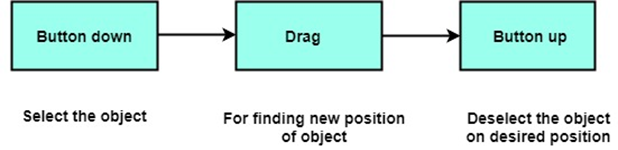 Button down
Drag
Button up
Select the object
For finding new position
of object
Deselect the object
on desired position